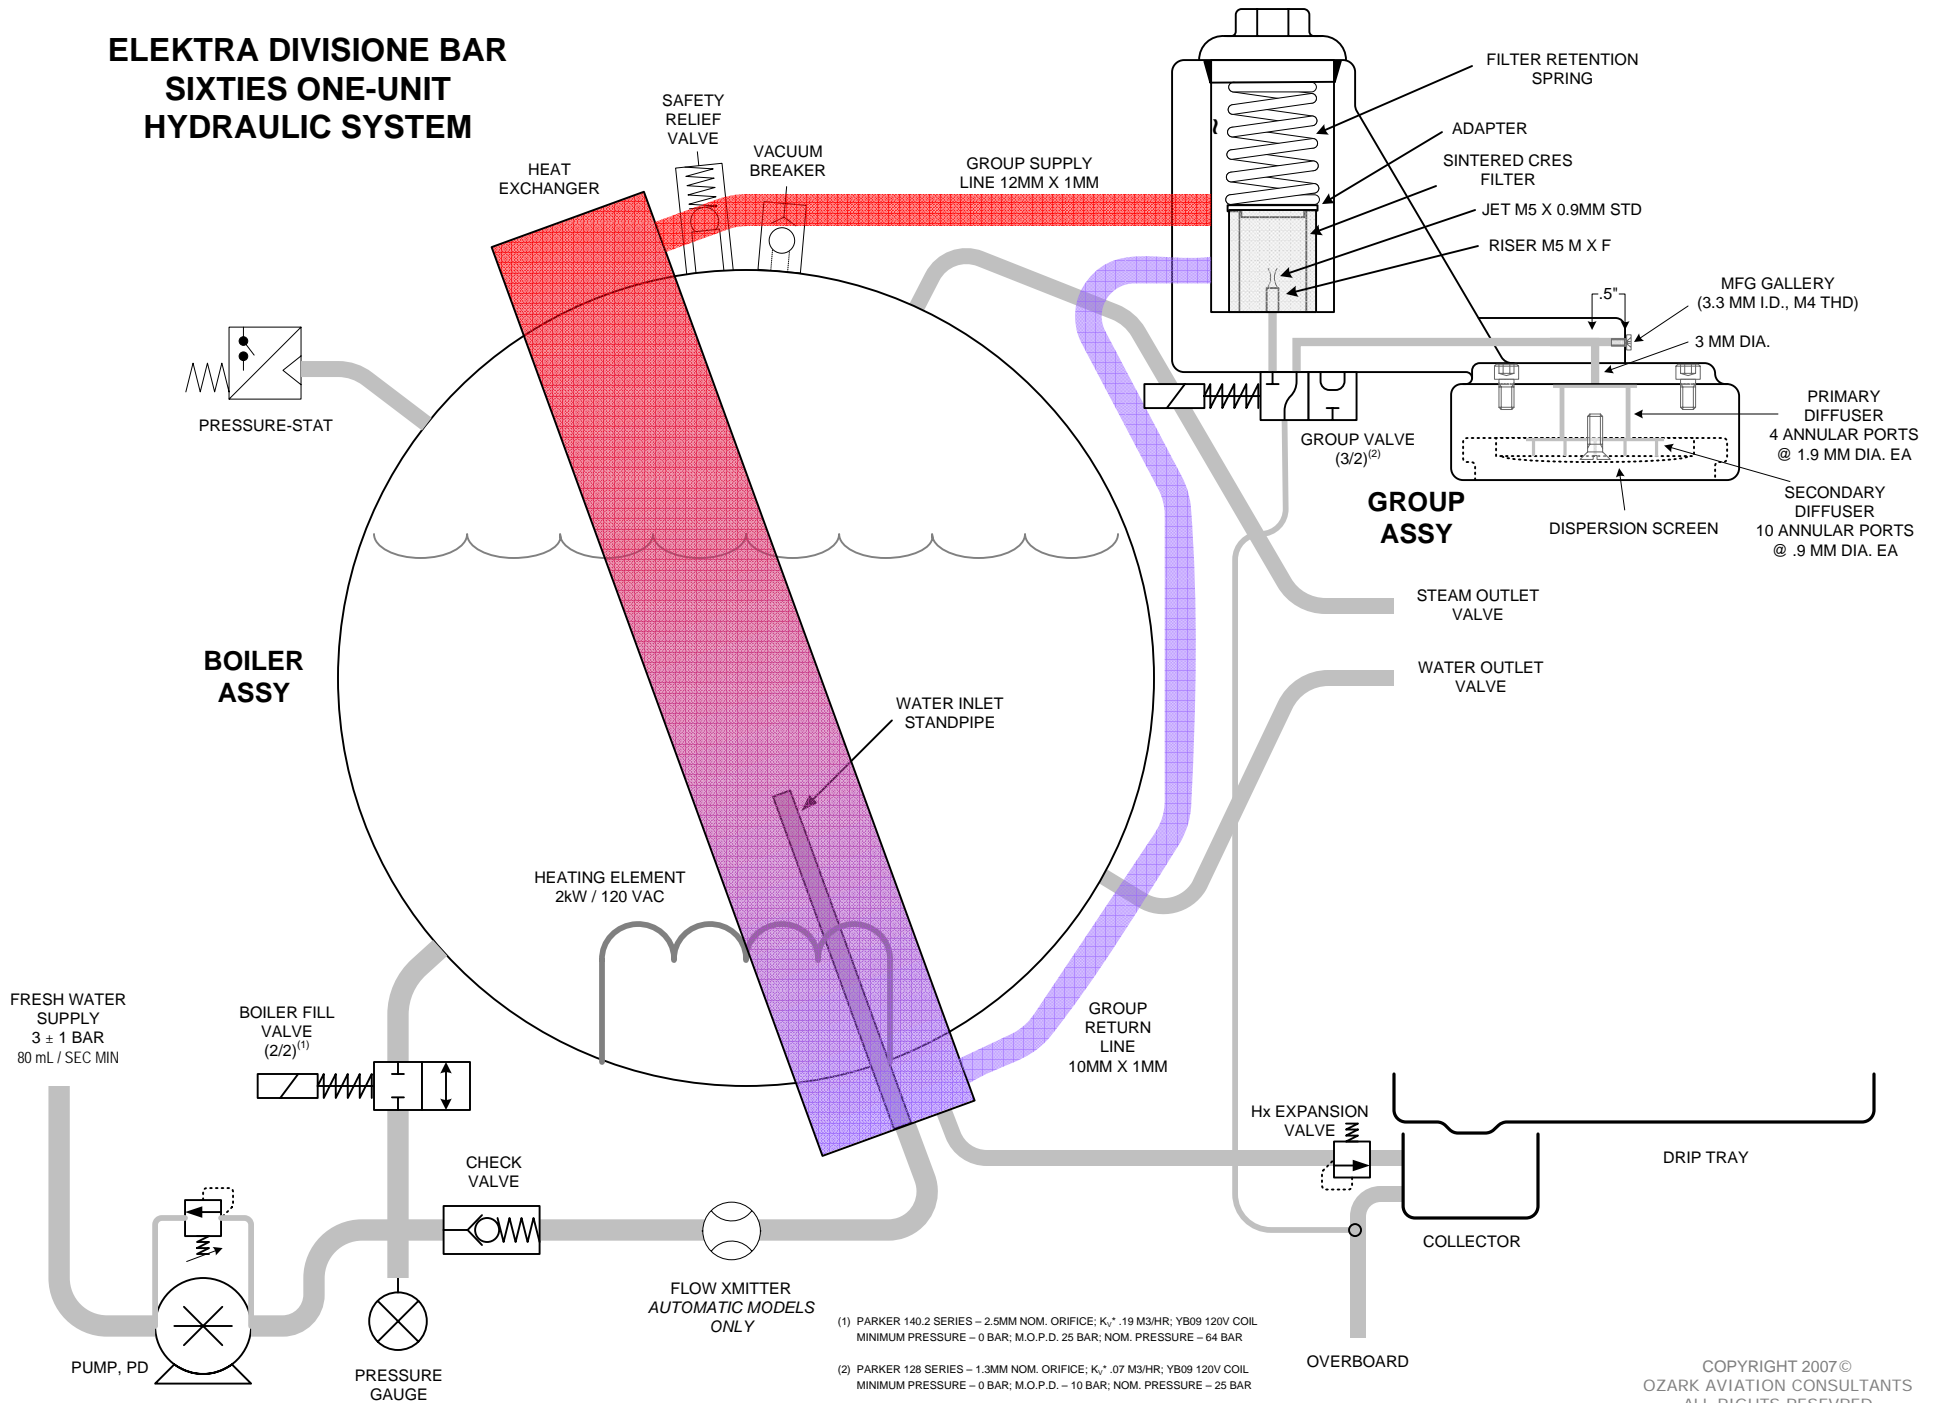 ELEKTRA DIVISIONE BAR
SIXTIES ONE-UNIT
HYDRAULIC SYSTEM
SAFETY
RELIEF
VALVE
VACUUM
BREAKER
HEAT
EXCHANGER
GROUP SUPPLY
LINE 12MM X 1MM
FILTER RETENTION
SPRING
ADAPTER
SINTERED CRES
FILTER
JET M5 X 0.9MM STD
RISER M5 M X F
~
.5"
MFG GALLERY
(3.3 MM I.D., M4 THD)
3 MM DIA.
PRIMARY
DIFFUSER
4 ANNULAR PORTS
@ 1.9 MM DIA. EA
SECONDARY
DIFFUSER
10 ANNULAR PORTS
@ .9 MM DIA. EA
DISPERSION SCREEN
GROUP VALVE
(3/2)(2)
GROUP
ASSY
PRESSURE-STAT
STEAM OUTLET
VALVE
WATER OUTLET
VALVE
BOILER
ASSY
WATER INLET
STANDPIPE
HEATING ELEMENT
2kW / 120 VAC
GROUP
RETURN
LINE
10MM X 1MM
FRESH WATER
SUPPLY
3 ± 1 BAR
80 mL / SEC MIN
BOILER FILL
VALVE
(2/2)(1)
CHECK
VALVE
Hx EXPANSION
VALVE
DRIP TRAY
COLLECTOR
FLOW XMITTER
AUTOMATIC MODELS
ONLY
PUMP, PD
PRESSURE
GAUGE
OVERBOARD
(1) PARKER 140.2 SERIES – 2.5MM NOM. ORIFICE; Kv* .19 M3/HR; YB09 120V COIL
MINIMUM PRESSURE – 0 BAR; M.O.P.D. 25 BAR; NOM. PRESSURE – 64 BAR
(2) PARKER 128 SERIES – 1.3MM NOM. ORIFICE; Kv* .07 M3/HR; YB09 120V COIL
MINIMUM PRESSURE – 0 BAR; M.O.P.D. – 10 BAR; NOM. PRESSURE – 25 BAR
COPYRIGHT 2007©
OZARK AVIATION CONSULTANTS
ALL RIGHTS RESEVRED